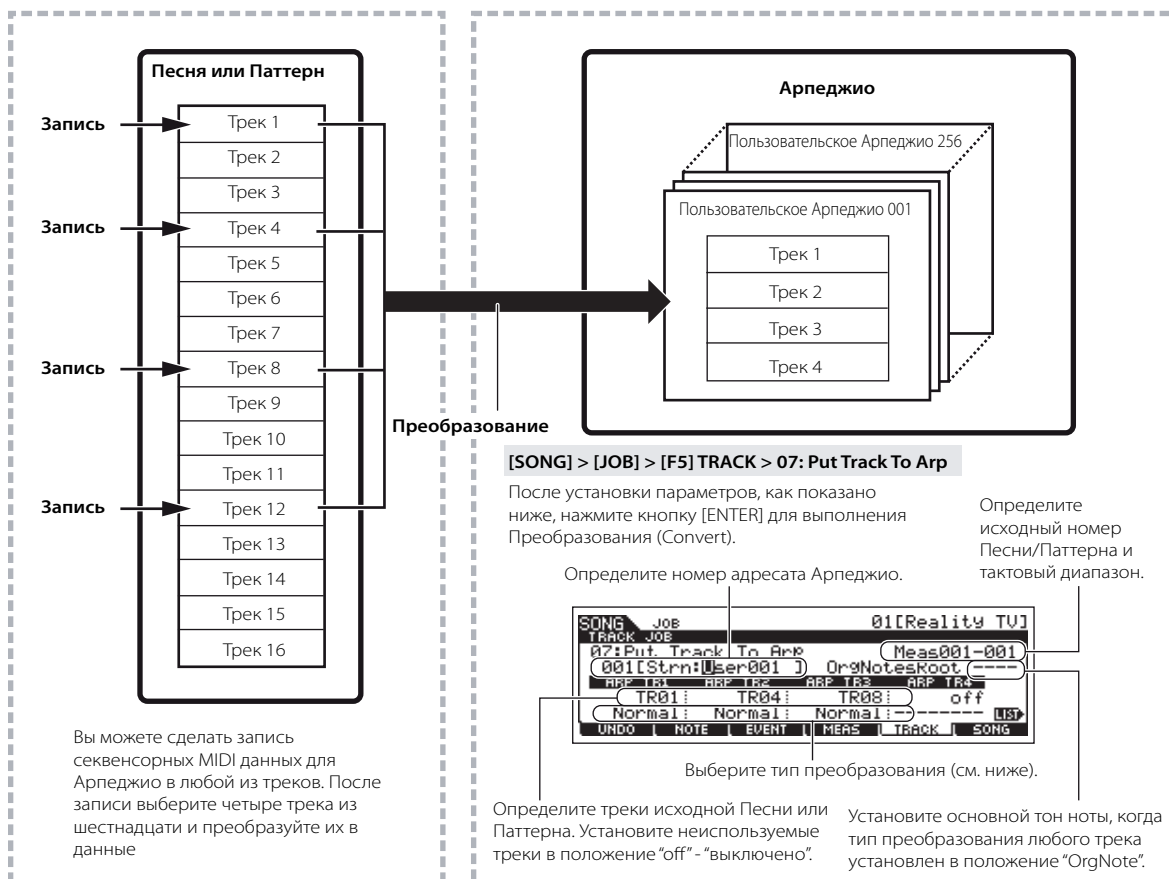 Песня или Паттерн
Запись
Трек 1
Трек 2
Трек 3
Запись
Трек 4
Трек 5
Трек 6
Трек 7
Запись
Трек 8
Трек 9
Трек 10
Трек 11
Запись
Трек 12
Трек 13
Трек 14
Трек 15
Трек 16
Вы можете сделать запись
секвенсорных MIDI данных для
Арпеджио в любой из треков. После
записи выберите четыре трека из
шестнадцати и преобразуйте их в
данные
Преобразование
Арпеджио
Пользовательское Арпеджио 256
Пользовательское Арпеджио 001
Трек 1
Трек 2
Трек 3
Трек 4
[SONG] > [JOB] > [F5] TRACK > 07: Put Track To Arp
После установки параметров, как показано
ниже, нажмите кнопку [ENTER] для выполнения
Преобразования (Convert).
Определите
исходный номер
Песни/Паттерна и
тактовый диапазон.
Определите номер адресата Арпеджио.
SONG JOB 01[Reality TV]
TRACK JOB
07:Put Track To Arp Meas001-001
001[Strn:User001 ] OrgNotesRoot ----
ARP TR1 ARP TR2 ARP TR3 ARP TR4
TR01 TR04 TR08 off
Normal Normal Normal -------- LIST
UNDO NOTE EVENT MEAS TRACK SONG
Выберите тип преобразования (см. ниже).
Определите треки исходной Песни или
Паттерна. Установите неиспользуемые
треки в положение "off" - "выключено".
Установите основной тон ноты, когда
тип преобразования любого трека
установлен в положение "OrgNote".